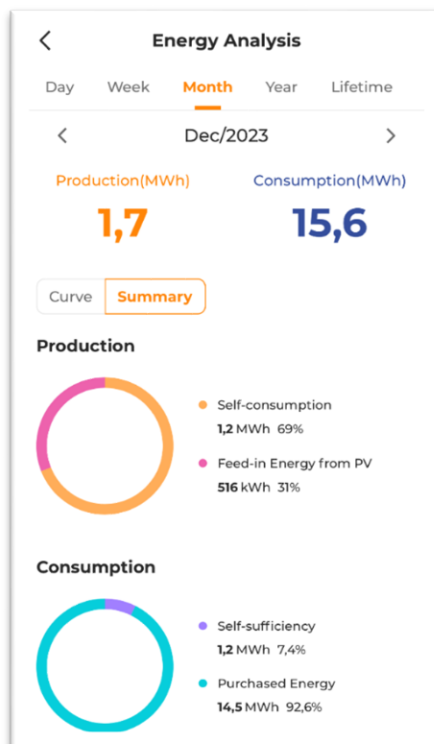 Energy Analysis
Day Week Month Year Lifetime
Dec/2023
Production(MWh) Consumption(MWh)
1,7 15,6
Curve Summary
Production
Self-consumption
1,2 MWh 69%
Feed-in Energy from PV
516 kWh 31%
Consumption
Self-sufficiency
1,2 MWh 7,4%
Purchased Energy
14,5 MWh 92,6%